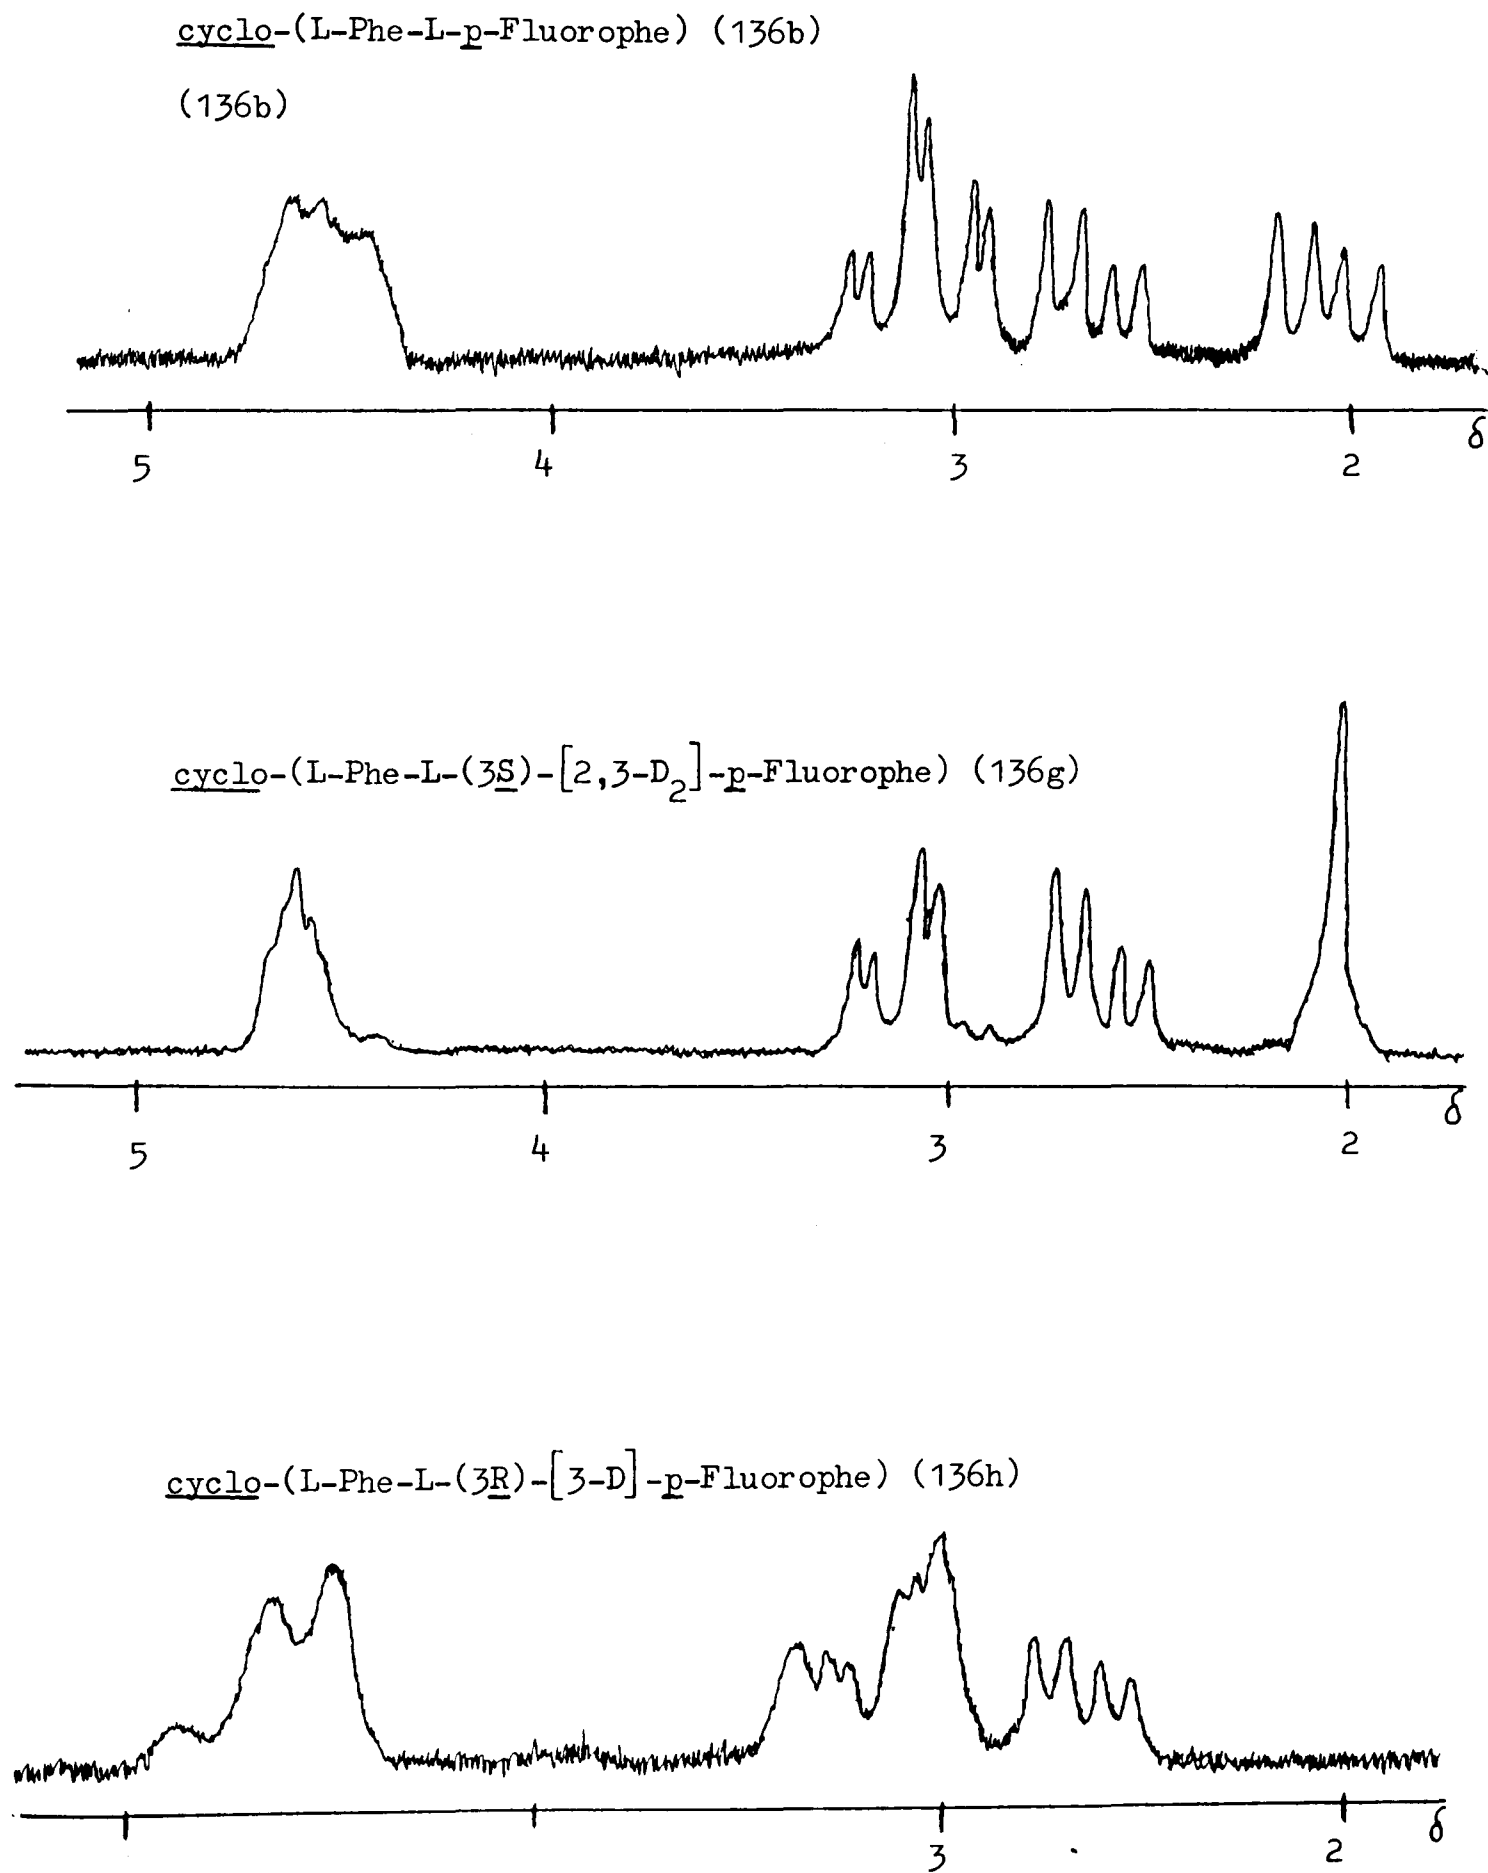 cyclo-(L-Phe-L-p-Fluorophe) (136b)
(136b)
5 4 3 2 δ
cyclo-(L-Phe-L-(3S)-[2,3-D2]-p-Fluorophe) (136g)
5 4 3 2 δ
cyclo-(L-Phe-L-(3R)-[3-D]-p-Fluorophe) (136h)
3 2 δ